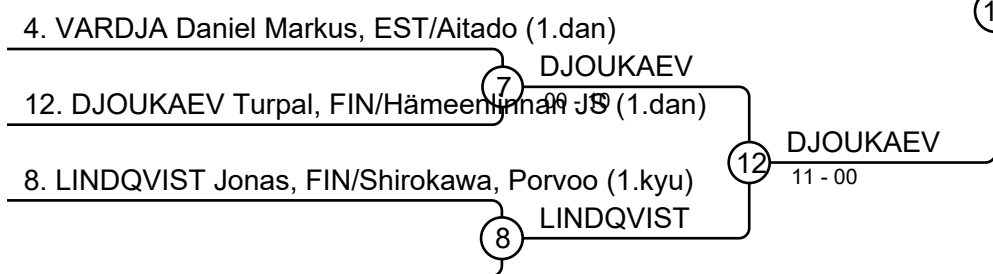 4. VARDJA Daniel Markus, EST/Aitado (1.dan)
7
DJOUKAEV
12. DJOUKAEV Turpal, FIN/Hämeenlinnan JS (1.dan)
12
DJOUKAEV
11 - 00
8. LINDQVIST Jonas, FIN/Shirokawa, Porvoo (1.kyu)
LINDQVIST
8